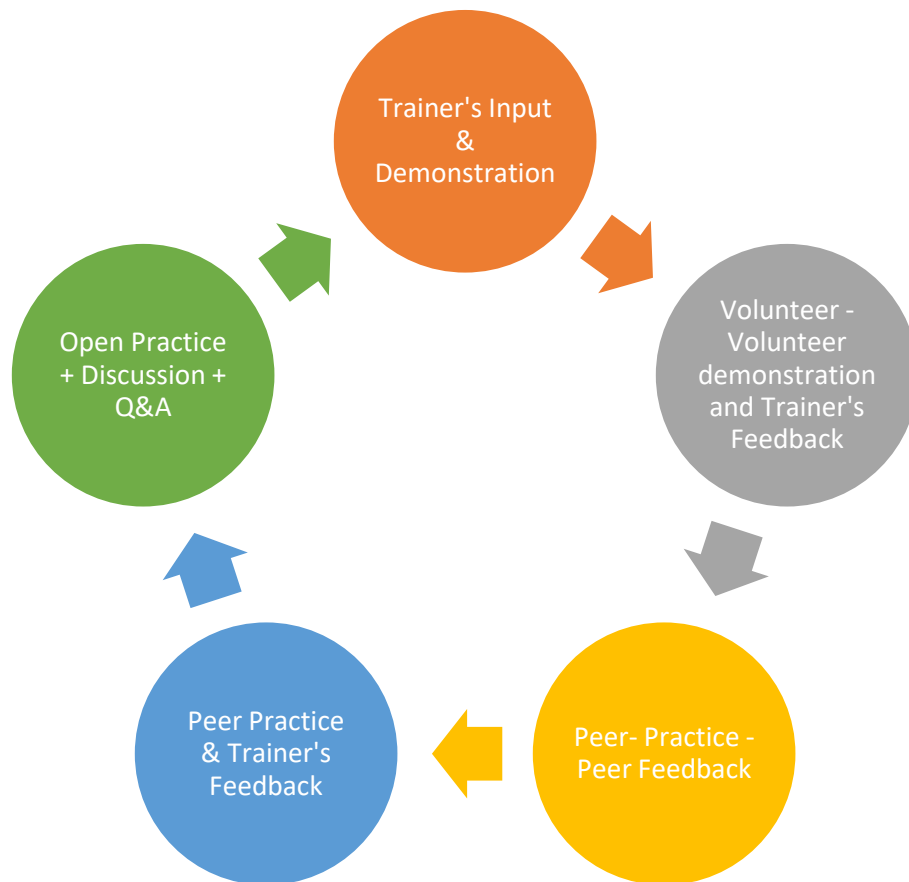 Trainer's Input
&
Demonstration
Volunteer -
Volunteer
demonstration
and Trainer's
Feedback
Peer- Practice -
Peer Feedback
Peer Practice
& Trainer's
Feedback
Open Practice
+ Discussion +
Q&A